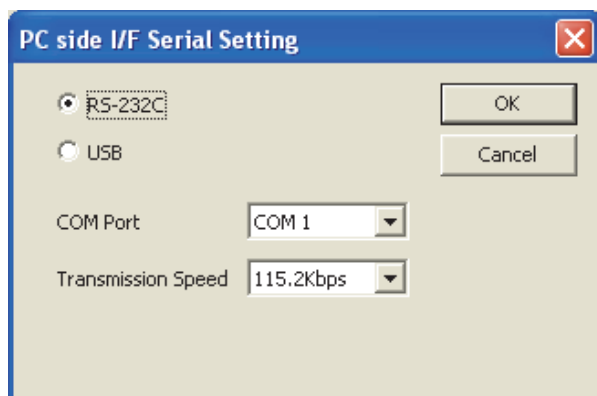 PC side I/F Serial Setting
RS-232C
OK
USB
Cancel
COM Port
COM 1
Transmission Speed
115.2Kbps